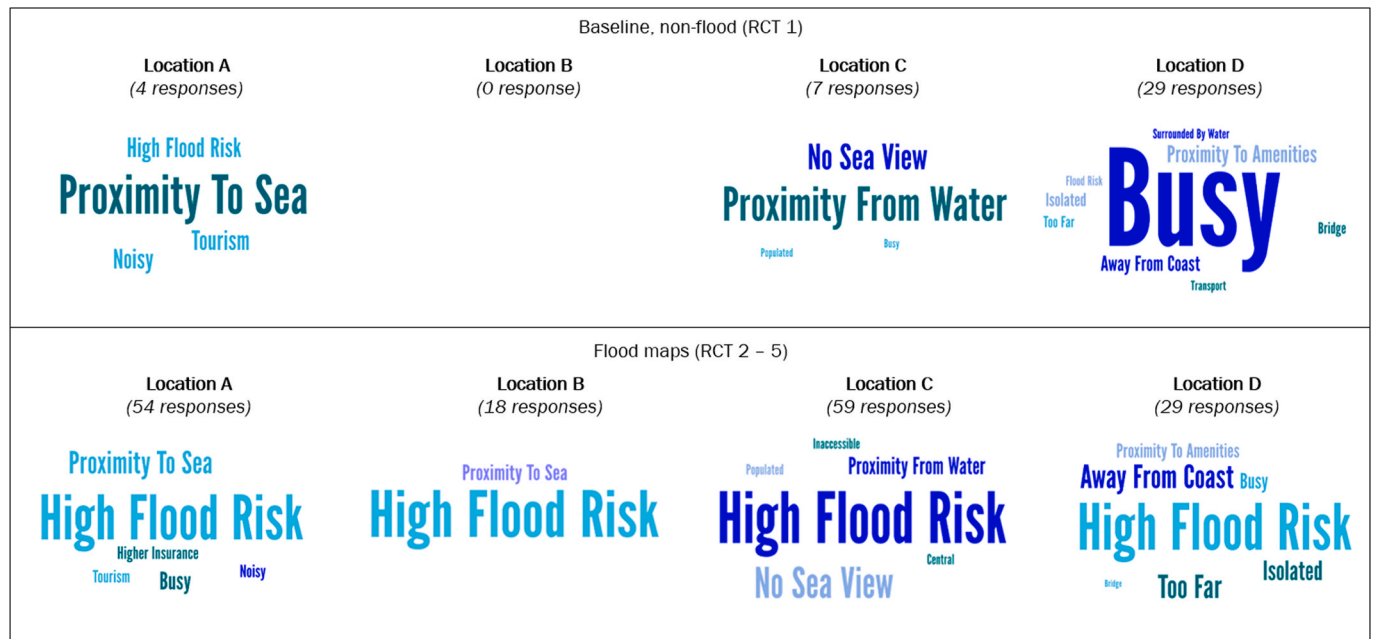 Baseline, non-flood (RCT 1)
Location A
(4 responses)
High Flood Risk
Proximity To Sea
Tourism
Noisy
Location B
(0 response)
Location C
(7 responses)
No Sea View
Proximity From Water
Busy
Populated
Location D
(29 responses)
Surrounded By Water
Proximity To Amenities
Flood Risk
Busy
Isolated
Too Far
Bridge
Away From Coast
Transport
Flood maps (RCT 2 – 5)
Location A
(54 responses)
Proximity To Sea
High Flood Risk
Higher Insurance
Tourism
Busy
Noisy
Location B
(18 responses)
Proximity To Sea
High Flood Risk
Location C
(59 responses)
Inaccessible
Populated
Proximity From Water
High Flood Risk
Central
No Sea View
Location D
(29 responses)
Proximity To Amenities
Away From Coast
Busy
High Flood Risk
Isolated
Bridge
Too Far